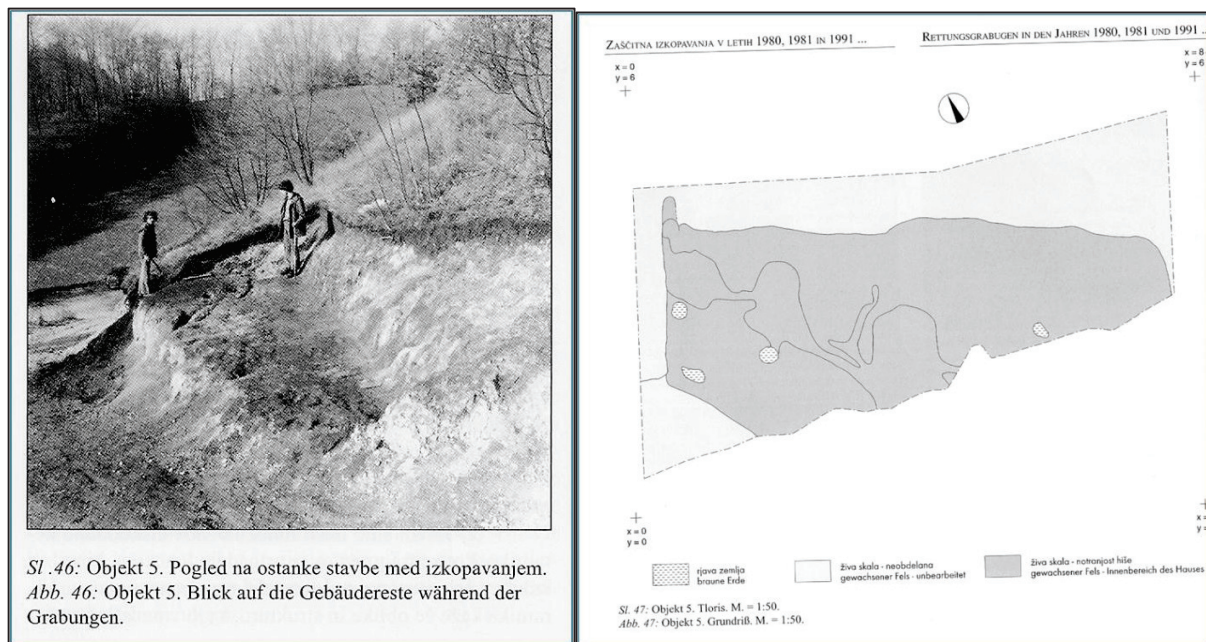 Sl .46: Objekt 5. Pogled na ostanke stavbe med izkopavanjem.
Abb. 46: Objekt 5. Blick auf die Gebäudereste während der
Grabungen.
ZAŠČITNA IZKOPAVANJA V LETIH 1980, 1981 IN 1991 ...
RETTUNGSGRABUGEN IN DEN JAHREN 1980, 1981 UND 1991 ...
x = 0
y = 6
x = 8
y = 6
x = 0
y = 0
x =
y =
rjava zemlja
braune Erde
živa skala - neobdelana
gewachsener Fels - unbearbeitet
živa skala - notranjost hiše
gewachsener Fels - Innenbereich des Hauses
Sl. 47: Objekt 5. Tloris. M. = 1:50.
Abb. 47: Objekt 5. Grundriß. M. = 1:50.